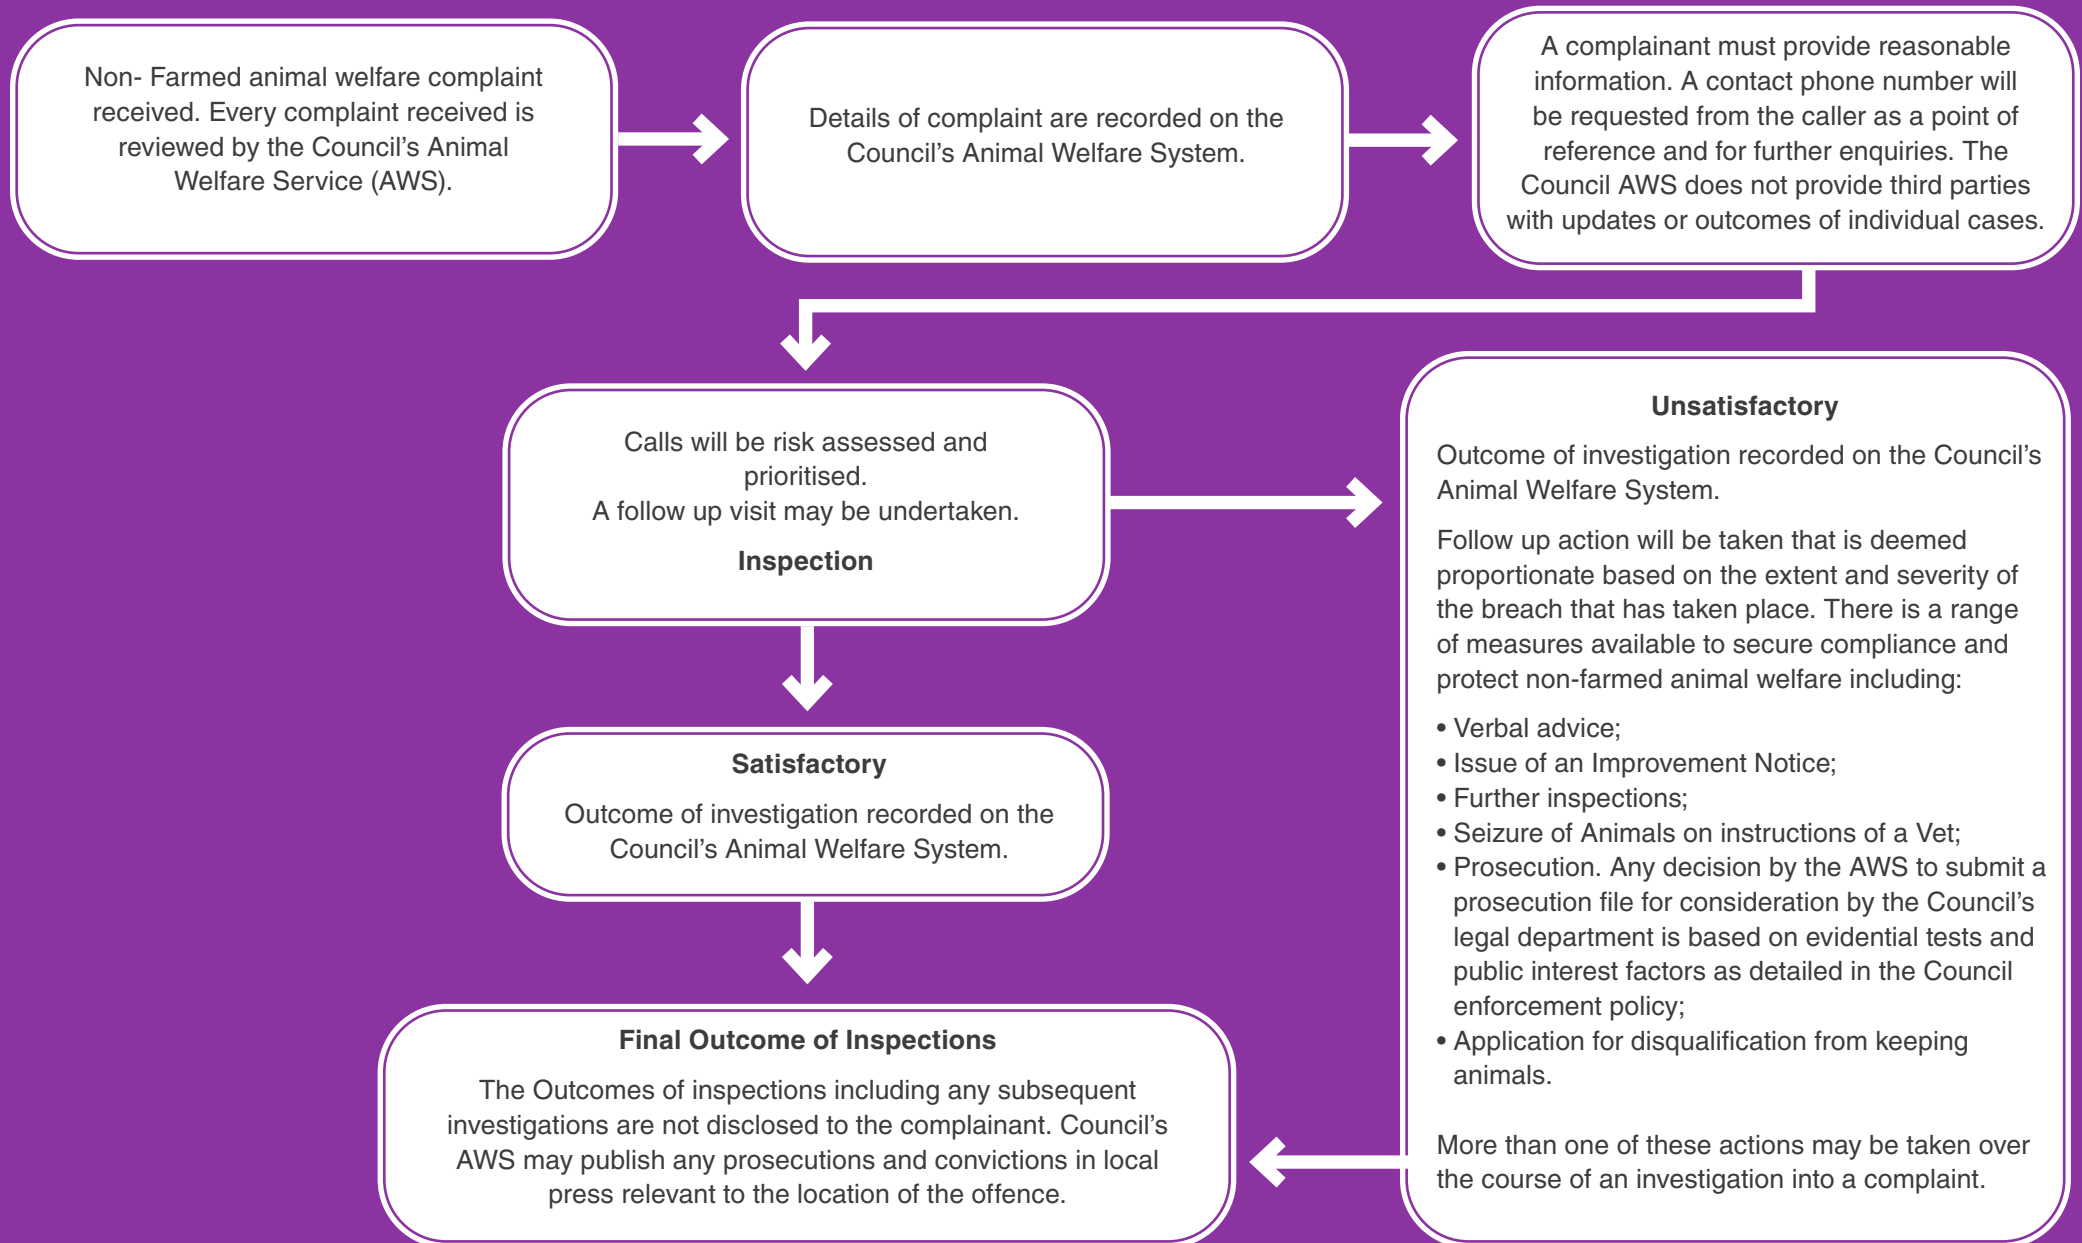 Non- Farmed animal welfare complaint
received. Every complaint received is
reviewed by the Council’s Animal
Welfare Service (AWS).
Details of complaint are recorded on the
Council’s Animal Welfare System.
A complainant must provide reasonable
information. A contact phone number will
be requested from the caller as a point of
reference and for further enquiries. The
Council AWS does not provide third parties
with updates or outcomes of individual cases.
Calls will be risk assessed and
prioritised.
A follow up visit may be undertaken.
Inspection
Unsatisfactory
Outcome of investigation recorded on the Council’s
Animal Welfare System.
Follow up action will be taken that is deemed
proportionate based on the extent and severity of
the breach that has taken place. There is a range
of measures available to secure compliance and
protect non-farmed animal welfare including:
• Verbal advice;
• Issue of an Improvement Notice;
• Further inspections;
• Seizure of Animals on instructions of a Vet;
• Prosecution. Any decision by the AWS to submit a
prosecution file for consideration by the Council’s
legal department is based on evidential tests and
public interest factors as detailed in the Council
enforcement policy;
• Application for disqualification from keeping
animals.
More than one of these actions may be taken over
the course of an investigation into a complaint.
Satisfactory
Outcome of investigation recorded on the
Council’s Animal Welfare System.
Final Outcome of Inspections
The Outcomes of inspections including any subsequent
investigations are not disclosed to the complainant. Council’s
AWS may publish any prosecutions and convictions in local
press relevant to the location of the offence.